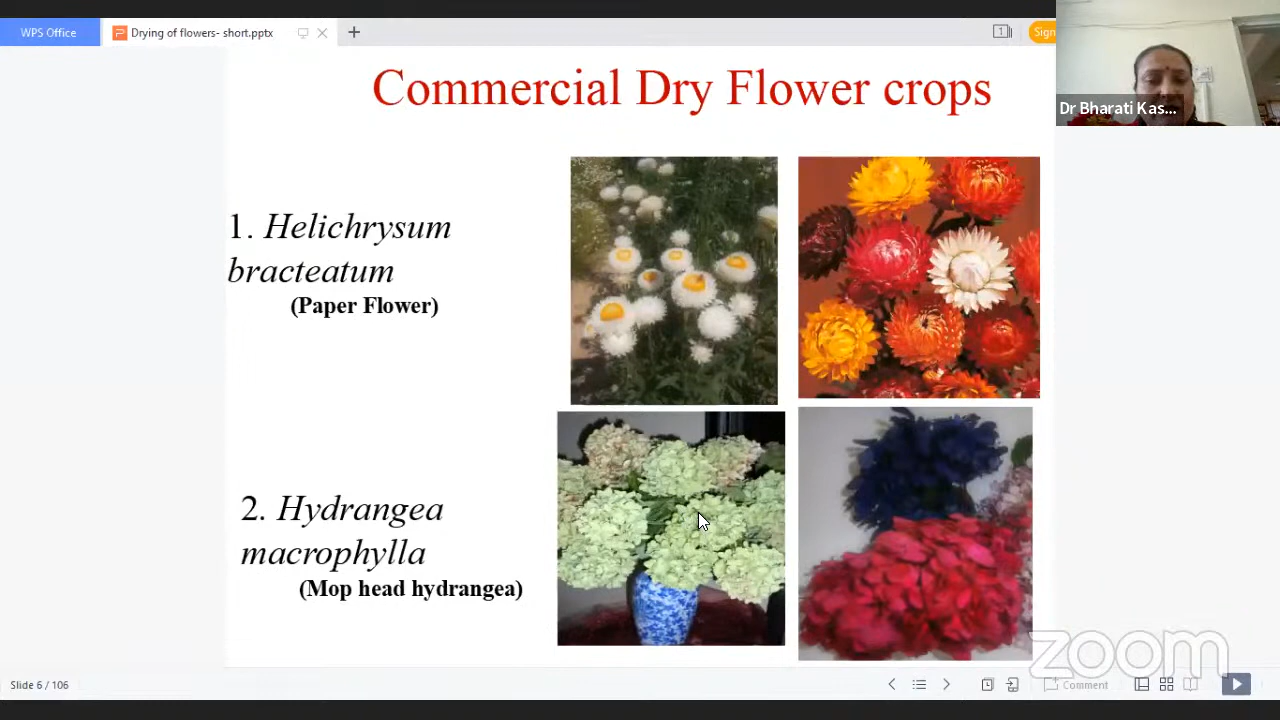 WPS Office
Drying of flowers- short.pptx
1
Sign
Dr Bharati Kas...
Commercial Dry Flower crops
1. Helichrysum
bracteatum
(Paper Flower)
2. Hydrangea
macrophylla
(Mop head hydrangea)
zoom
Slide 6 / 106
Comment